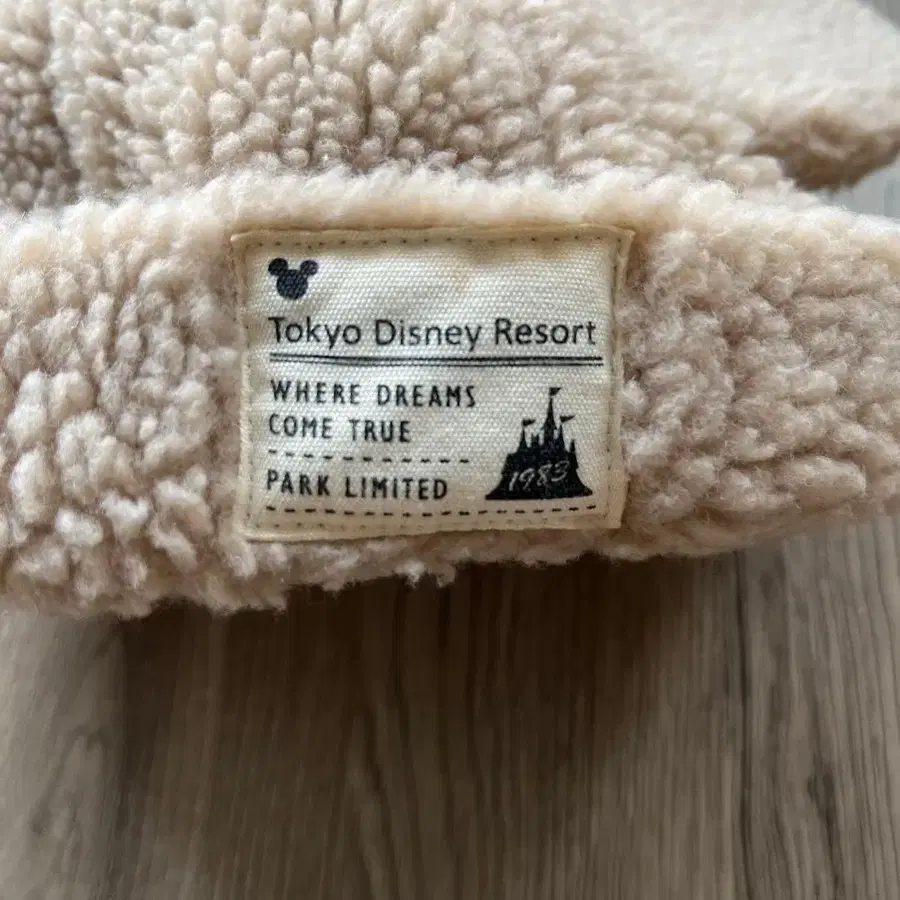 Tokyo Disney Resort
WHERE DREAMS
COME TRUE
PARK LIMITED
1983